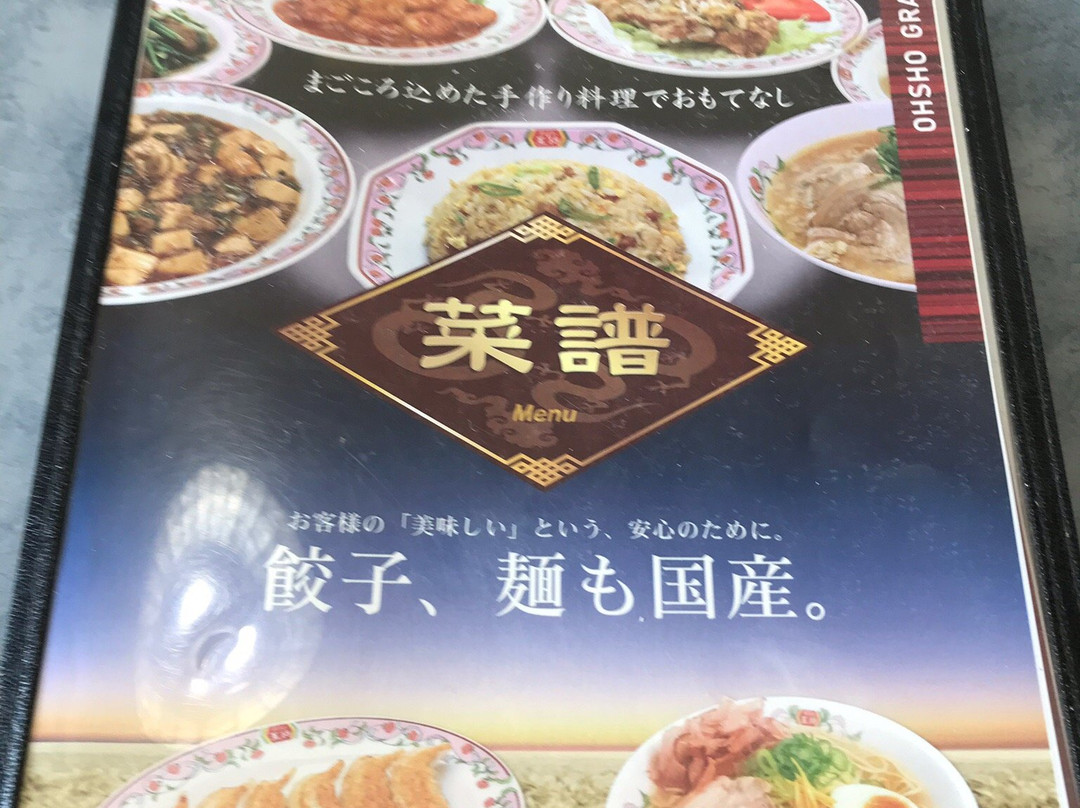 まごころ込めた手作り料理でおもてなし
OHSHO GRA
菜譜
Menu
お客様の「美味しい」という、安心のために。
餃子、麺も国産。